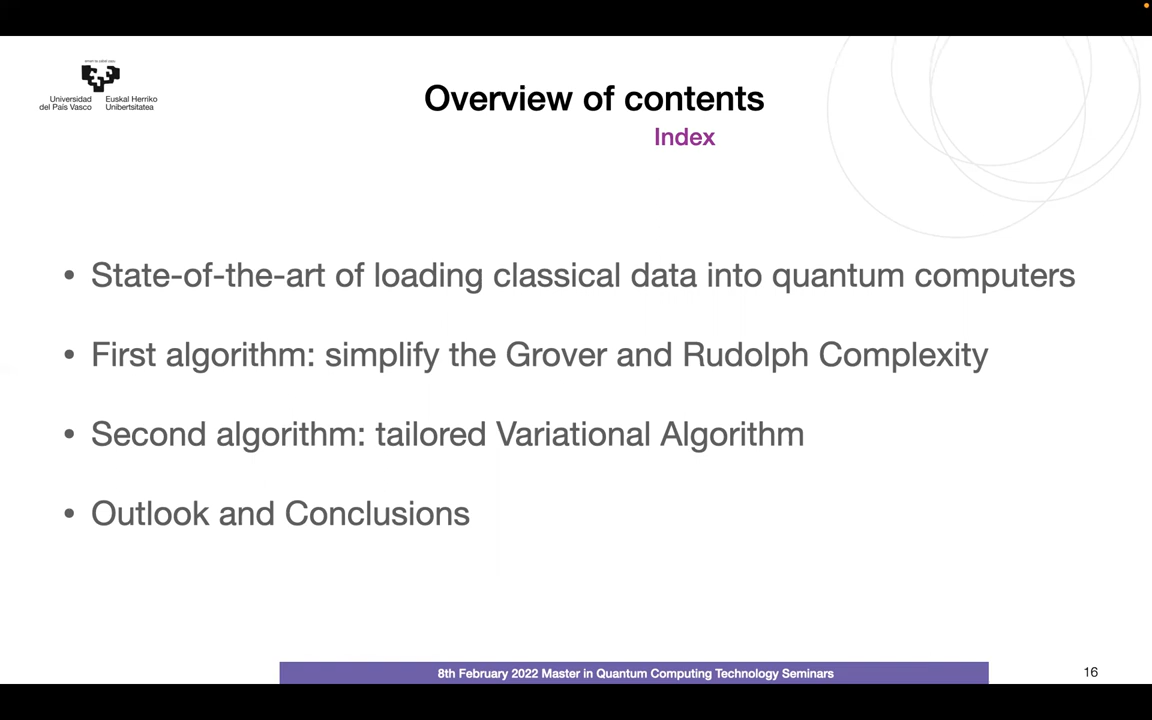 Universidad del País Vasco
Euskal Herriko Unibertsitatea
Overview of contents
Index
• State-of-the-art of loading classical data into quantum computers
• First algorithm: simplify the Grover and Rudolph Complexity
• Second algorithm: tailored Variational Algorithm
• Outlook and Conclusions
8th February 2022 Master in Quantum Computing Technology Seminars
16